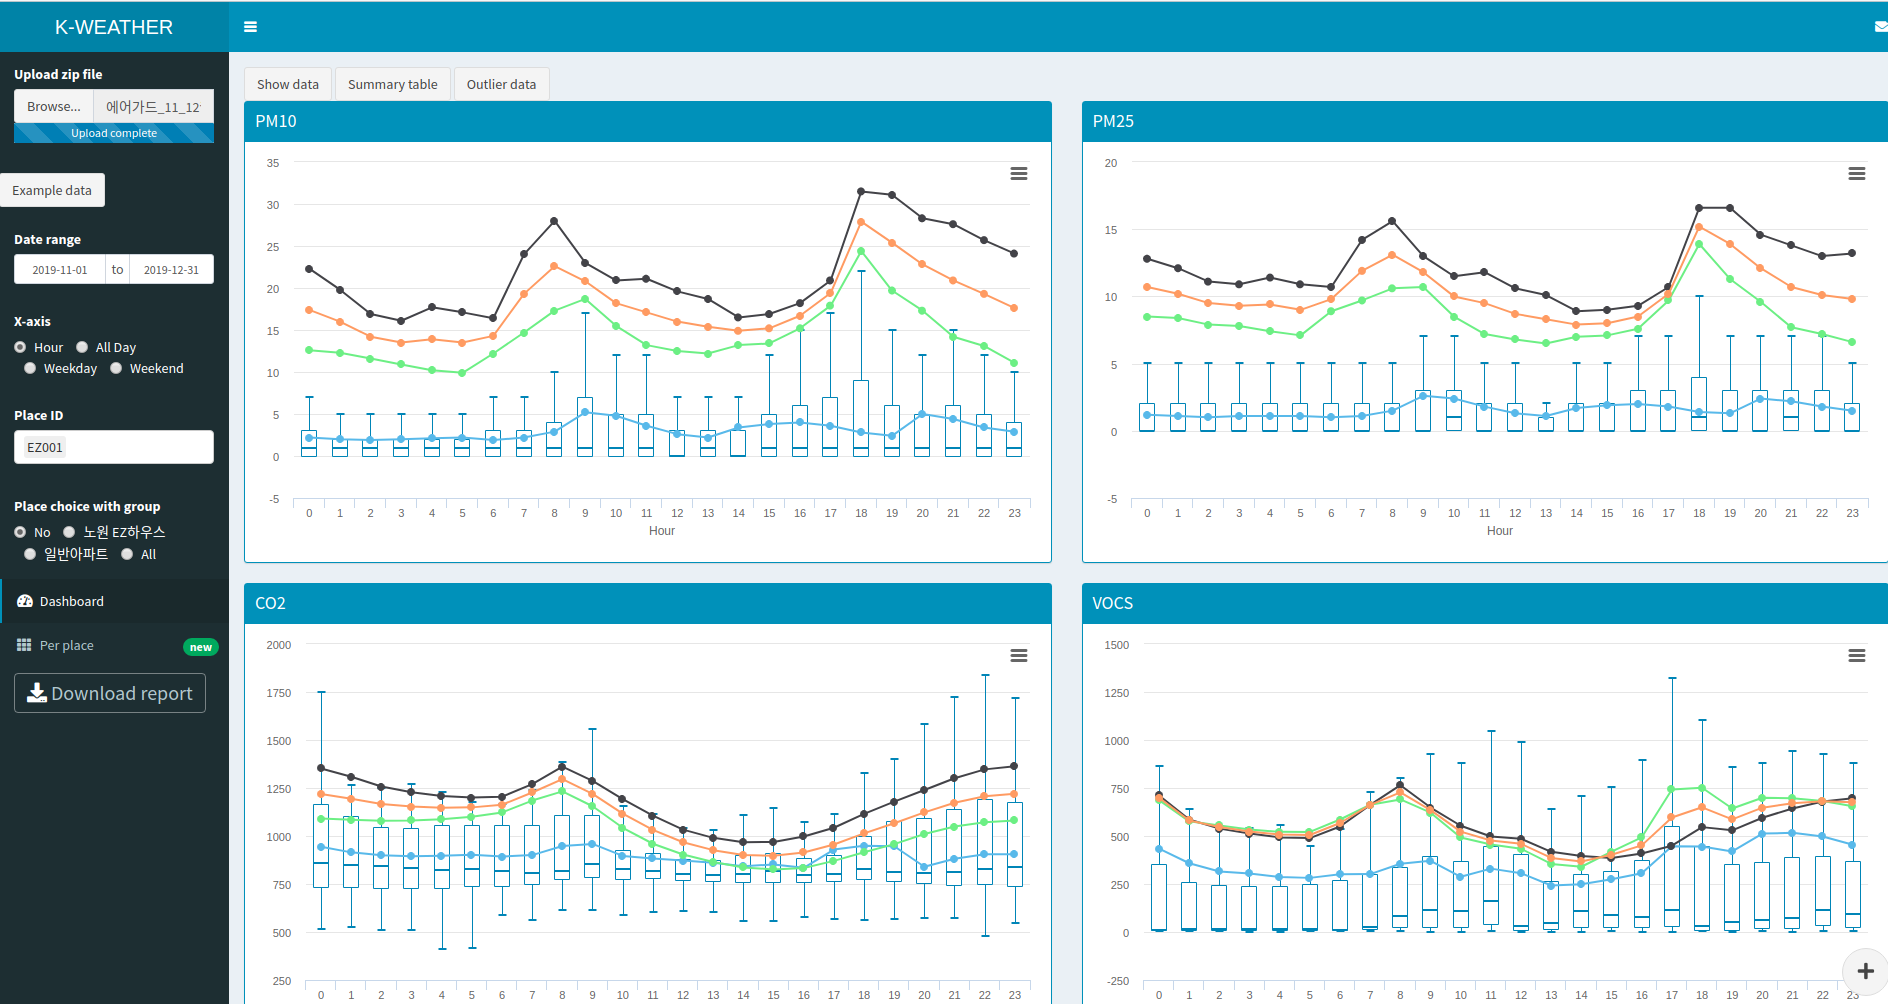 K-WEATHER
Upload zip file
Browse... 에어가드_11_12
Upload complete
Example data
Date range
2019-11-01 to 2019-12-31
X-axis
Hour All Day
Weekday Weekend
Place ID
EZ001
Place choice with group
No 노원 EZ하우스
일반아파트 All
Dashboard
Per place new
Download report
Show data Summary table Outlier data
PM10
35
30
25
20
15
10
5
0
-5
0 1 2 3 4 5 6 7 8 9 10 11 12 13 14 15 16 17 18 19 20 21 22 23
Hour
PM25
20
15
10
5
0
-5
0 1 2 3 4 5 6 7 8 9 10 11 12 13 14 15 16 17 18 19 20 21 22 23
Hour
CO2
2000
1750
1500
1250
1000
750
500
250
0 1 2 3 4 5 6 7 8 9 10 11 12 13 14 15 16 17 18 19 20 21 22 23
VOCS
1500
1250
1000
750
500
250
0
-250
0 1 2 3 4 5 6 7 8 9 10 11 12 13 14 15 16 17 18 19 20 21 22 23